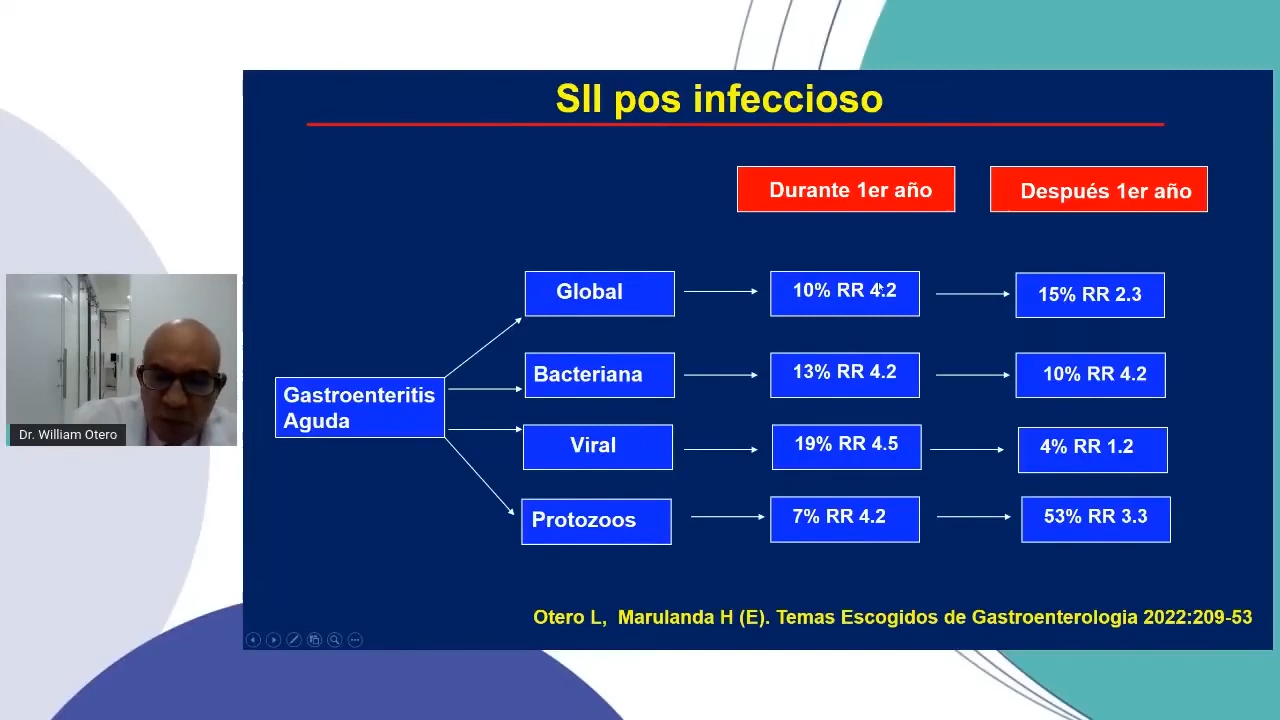 SII pos infeccioso
Durante 1er año
Después 1er año
Global
10% RR 4.2
15% RR 2.3
Bacteriana
13% RR 4.2
10% RR 4.2
Gastroenteritis
Aguda
Viral
19% RR 4.5
4% RR 1.2
Protozoos
7% RR 4.2
53% RR 3.3
Dr. William Otero
Otero L, Marulanda H (E). Temas Escogidos de Gastroenterologia 2022:209-53